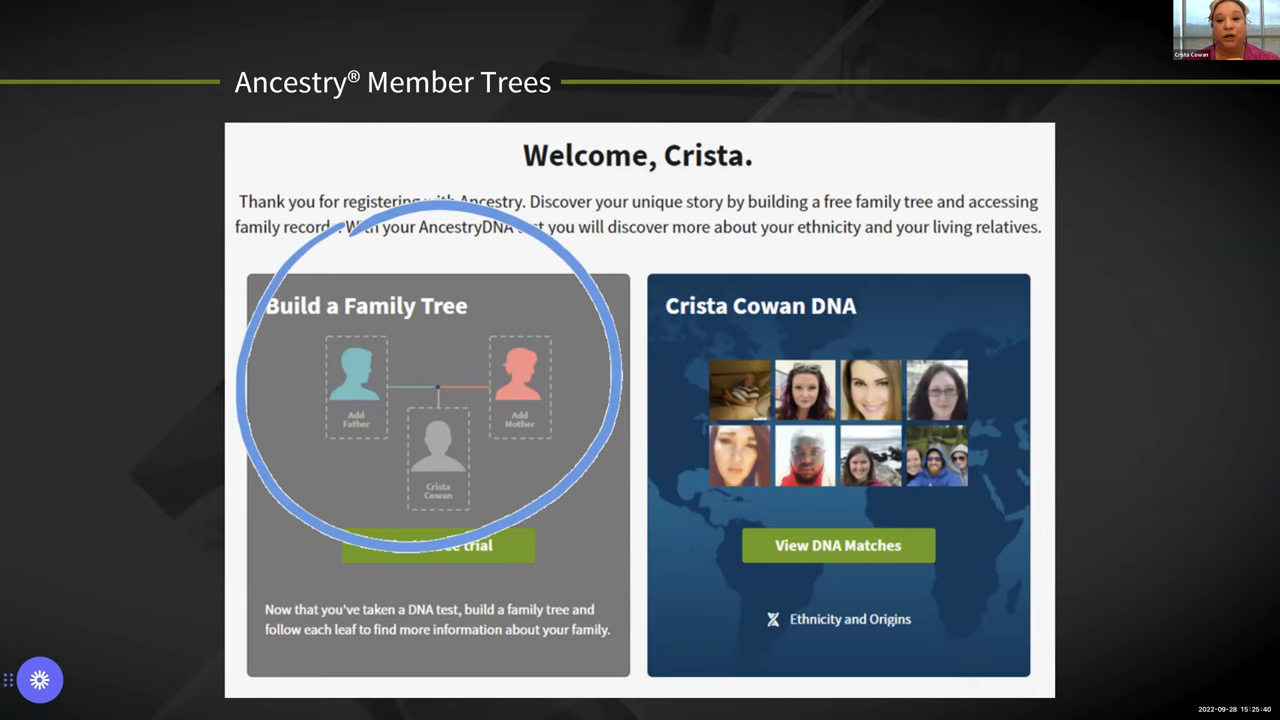 Crista Cowan
Ancestry® Member Trees
Welcome, Crista.
Thank you for registering with Ancestry. Discover your unique story by building a free family tree and accessing
family records. With your AncestryDNA test you will discover more about your ethnicity and your living relatives.
Build a Family Tree
Add
Father
Add
Mother
Crista
Cowan
trial
Now that you've taken a DNA test, build a family tree and
follow each leaf to find more information about your family.
Crista Cowan DNA
View DNA Matches
Ethnicity and Origins
2022-09-28 15:25:40